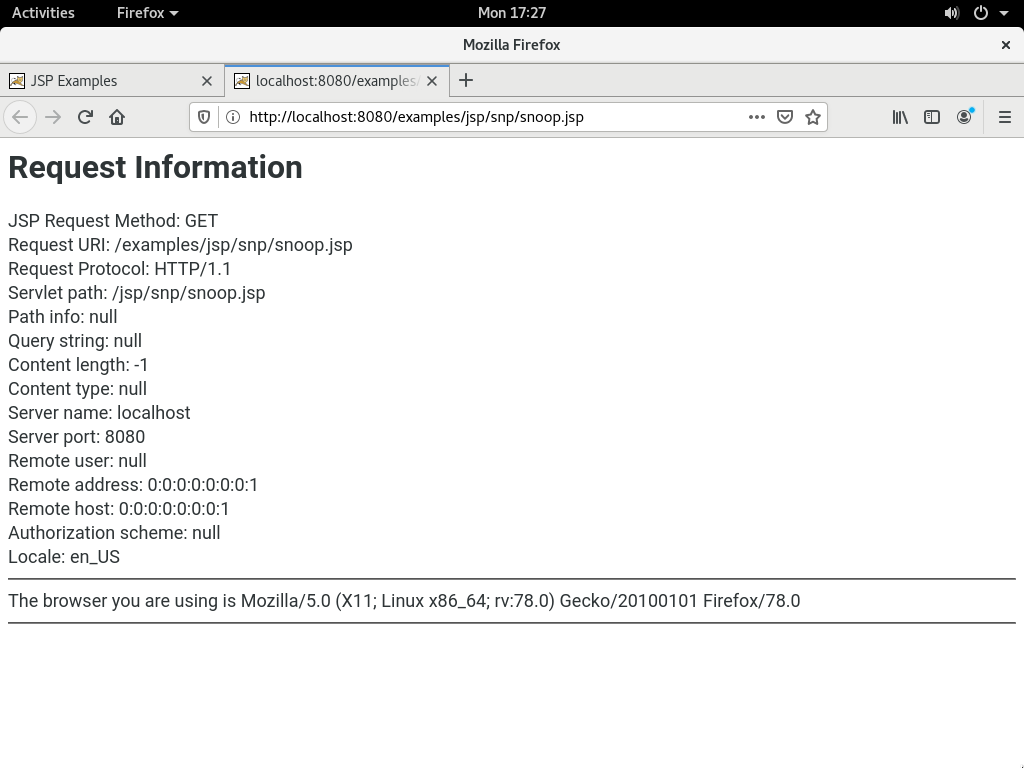 Activities Firefox Mon 17:27
Mozilla Firefox
JSP Examples localhost:8080/examples/
http://localhost:8080/examples/jsp/snp/snoop.jsp
Request Information
JSP Request Method: GET
Request URI: /examples/jsp/snp/snoop.jsp
Request Protocol: HTTP/1.1
Servlet path: /jsp/snp/snoop.jsp
Path info: null
Query string: null
Content length: -1
Content type: null
Server name: localhost
Server port: 8080
Remote user: null
Remote address: 0:0:0:0:0:0:0:1
Remote host: 0:0:0:0:0:0:0:1
Authorization scheme: null
Locale: en_US
The browser you are using is Mozilla/5.0 (X11; Linux x86_64; rv:78.0) Gecko/20100101 Firefox/78.0